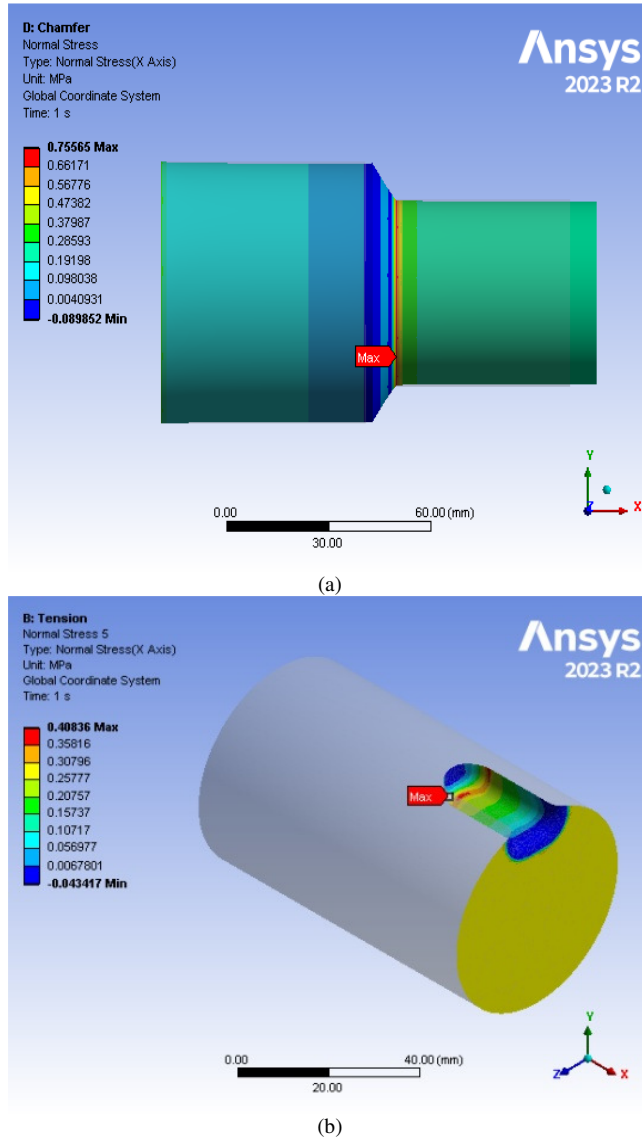 D: Chamfer
Normal Stress
Type: Normal Stress(X Axis)
Unit: MPa
Global Coordinate System
Time: 1 s
Ansys
2023 R2
0.75565 Max
0.66171
0.56776
0.47382
0.37987
0.28593
0.19198
0.098038
0.0040931
-0.089852 Min
Max
Y
Z
X
0.00
60.00 (mm)
30.00
(a)
B: Tension
Normal Stress 5
Type: Normal Stress(X Axis)
Unit: MPa
Global Coordinate System
Time: 1 s
Ansys
2023 R2
0.40836 Max
0.35816
0.30796
0.25777
0.20757
0.15737
0.10717
0.056977
0.0067801
-0.043417 Min
Max
Y
Z
X
0.00
40.00 (mm)
20.00
(b)